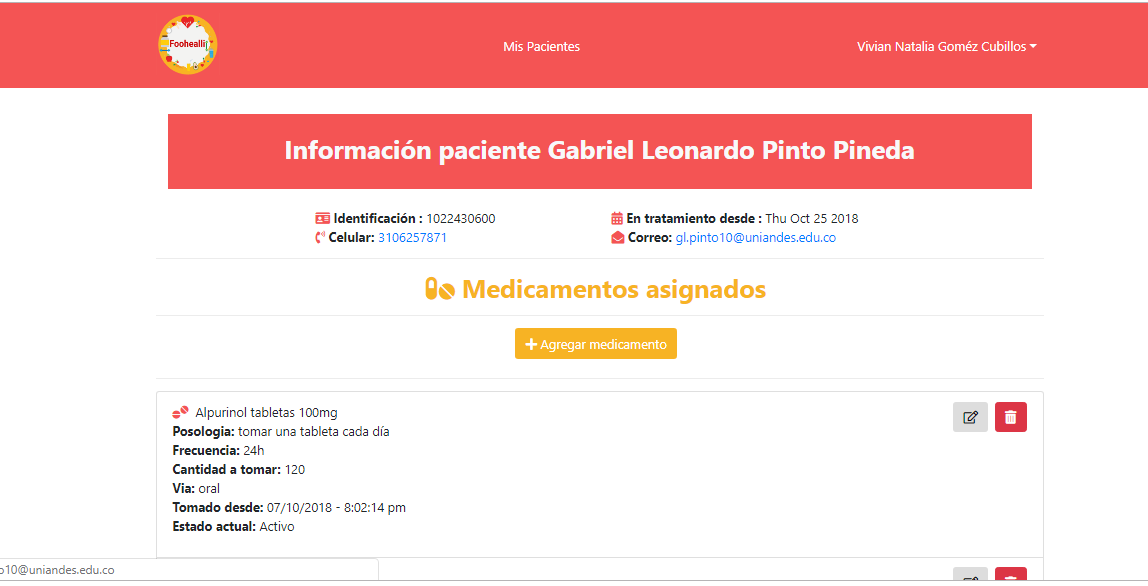 Foohealli
Mis Pacientes
Vivian Natalia Goméz Cubillos
Información paciente Gabriel Leonardo Pinto Pineda
Identificación : 1022430600
En tratamiento desde : Thu Oct 25 2018
Celular: 3106257871
Correo: gl.pinto10@uniandes.edu.co
Medicamentos asignados
Agregar medicamento
Alpurinol tabletas 100mg
Posologia: tomar una tableta cada día
Frecuencia: 24h
Cantidad a tomar: 120
Via: oral
Tomado desde: 07/10/2018 - 8:02:14 pm
Estado actual: Activo
o10@uniandes.edu.co